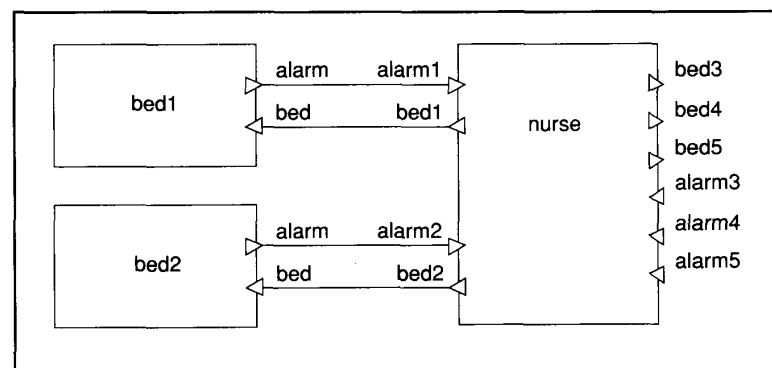 alarm alarm1
bed1
bed bed1
nurse
bed3
bed4
bed5
alarm3
alarm4
alarm5
alarm alarm2
bed2
bed bed2